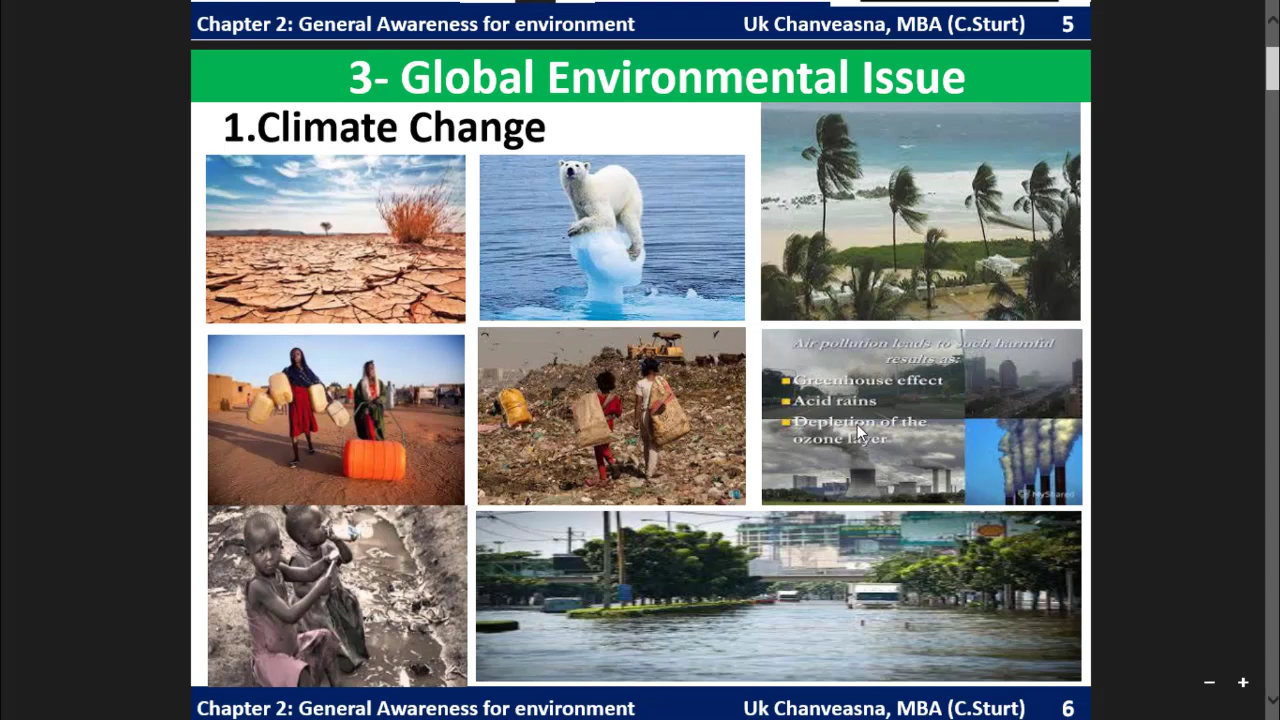 Chapter 2: General Awareness for environment Uk Chanveasna, MBA (C.Sturt) 5
3- Global Environmental Issue
1.Climate Change
Air pollution leads to such harmful
results as:
Greenhouse effect
Acid rains
Depletion of the
ozone layer
MyShared
Chapter 2: General Awareness for environment Uk Chanveasna, MBA (C.Sturt) 6